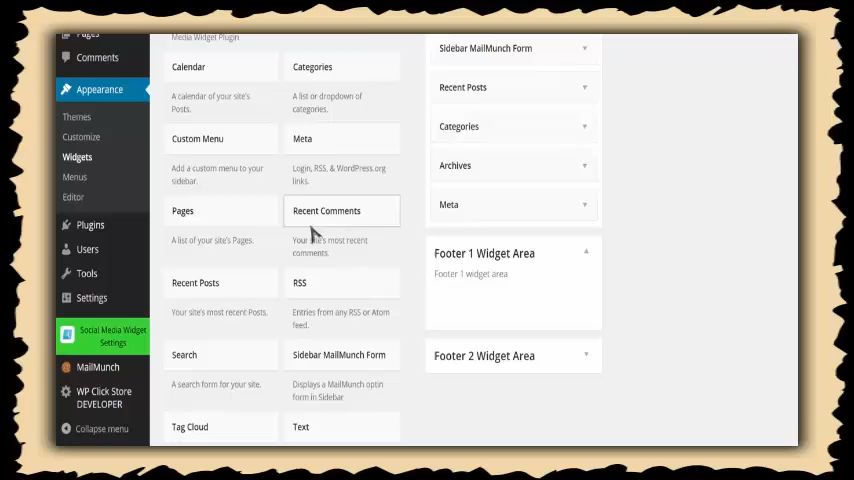 Pages
Comments
Appearance
Themes
Customize
Widgets
Menus
Editor
Plugins
Users
Tools
Settings
Social Media Widget
Settings
MailMunch
WP Click Store
DEVELOPER
Collapse menu
Media Widget Plugin
Calendar
A calendar of your site's
Posts.
Categories
A list or dropdown of
categories.
Custom Menu
Add a custom menu to your
sidebar.
Meta
Login, RSS, & WordPress.org
links.
Pages
A list of your site's Pages.
Recent Comments
Your site's most recent
comments.
Recent Posts
Your site's most recent Posts.
RSS
Entries from any RSS or Atom
feed.
Search
A search form for your site.
Sidebar MailMunch Form
Displays a MailMunch optin
form in Sidebar
Tag Cloud
Text
Sidebar MailMunch Form
Recent Posts
Categories
Archives
Meta
Footer 1 Widget Area
Footer 1 widget area
Footer 2 Widget Area